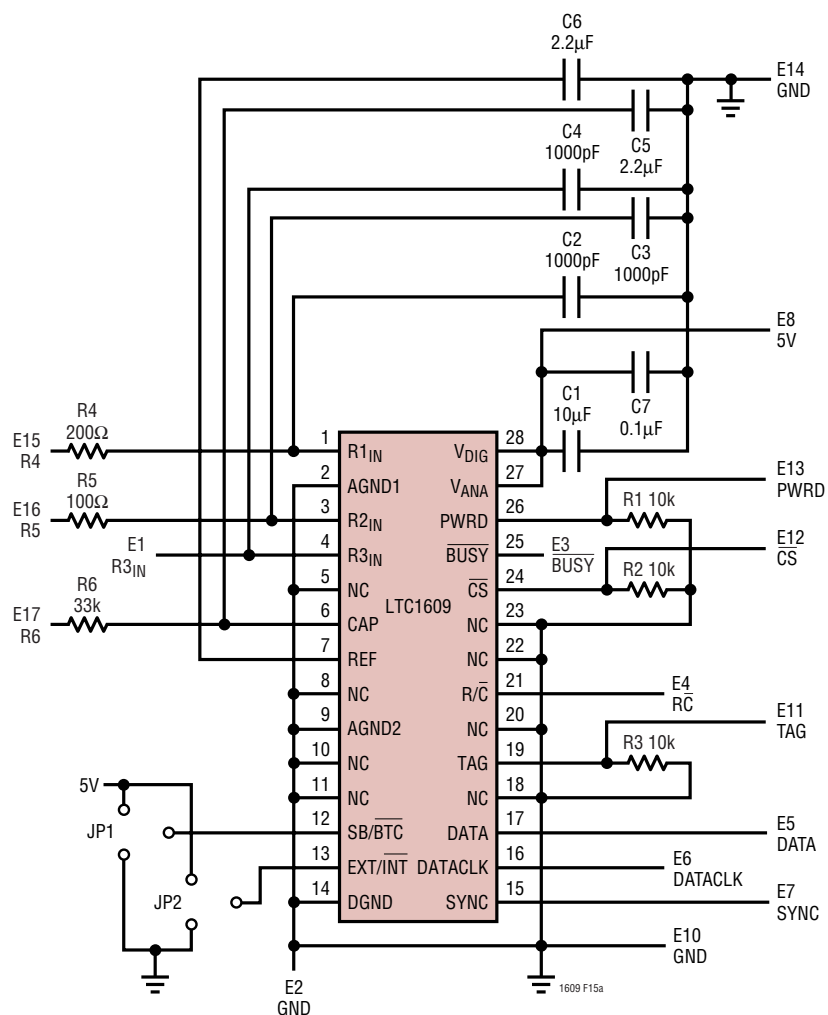 C6
2.2µF
E14
GND
C4
1000pF
C5
2.2µF
C2
1000pF
C3
1000pF
E8
5V
C1
10µF
C7
0.1µF
E15
R4
R4
200Ω
E16
R5
R5
100Ω
E1
R3IN
E17
R6
R6
33k
1 R1IN
2 AGND1
3 R2IN
4 R3IN
5 NC
6 CAP
7 REF
8 NC
9 AGND2
10 NC
11 NC
12 SB/BTC
13 EXT/INT
14 DGND
LTC1609
VDIG 28
VANA 27
PWRD 26
BUSY 25
CS 24
NC 23
NC 22
R/C 21
NC 20
TAG 19
NC 18
DATA 17
DATACLK 16
SYNC 15
E13
PWRD
R1 10k
E3
BUSY
E12
CS
R2 10k
E4
RC
E11
TAG
R3 10k
E5
DATA
E6
DATACLK
E7
SYNC
E10
GND
5V
JP1
JP2
E2
GND
1609 F15a